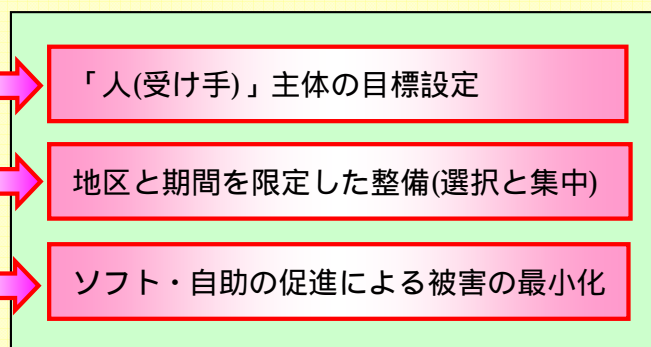 「人(受け手)」主体の目標設定
地区と期間を限定した整備(選択と集中)
ソフト・自助の促進による被害の最小化